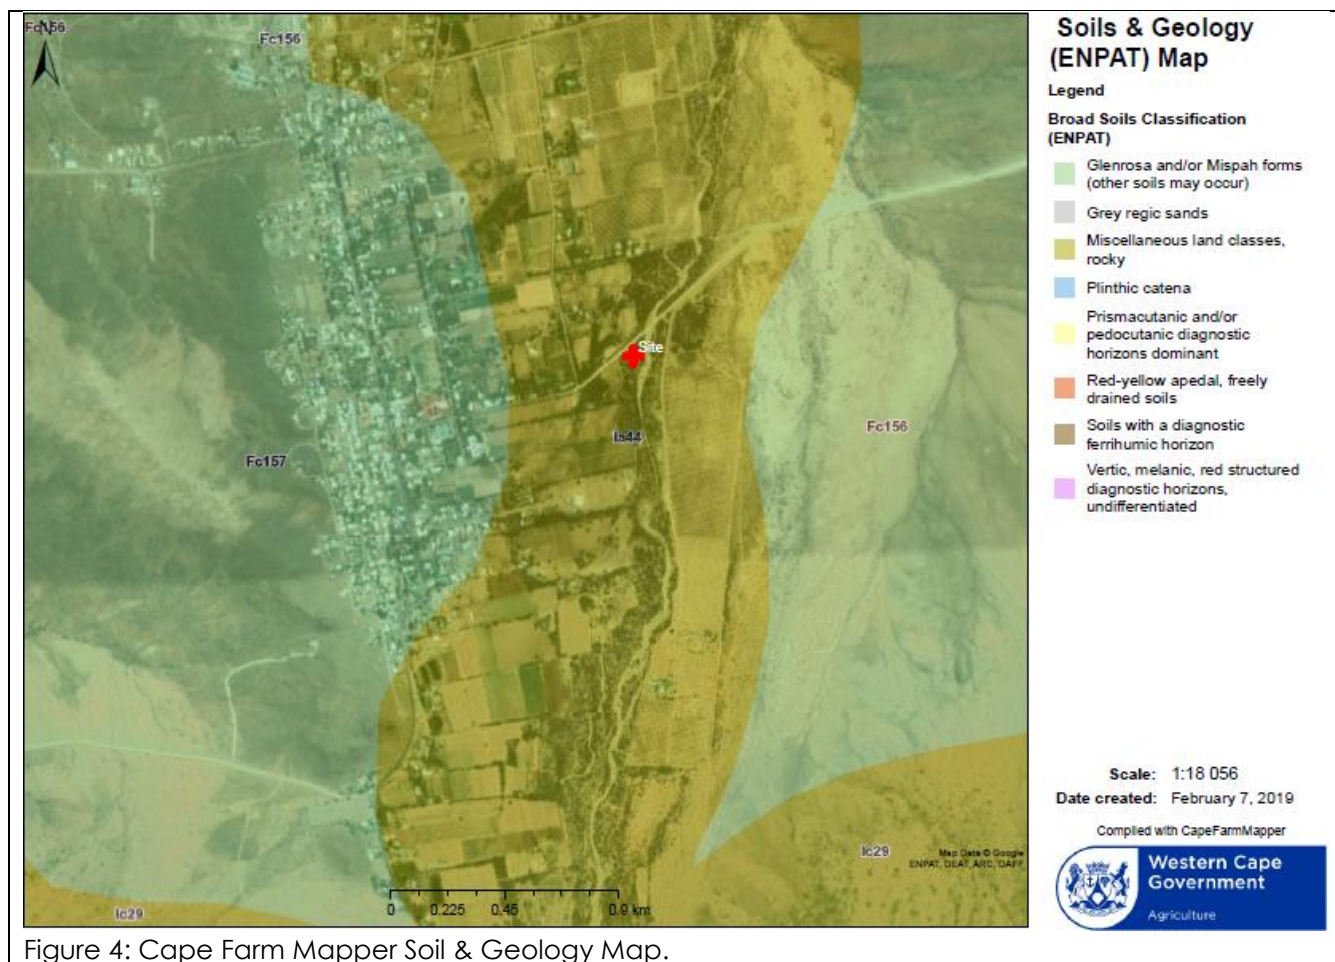 Fc156
N
Fc156
Site
Ia44
Fc156
Fc157
Ic29
Map Data © Google
ENPAT, DEAT, ARC, DAFF
0 0.225 0.45 0.9 km
Ic29
Soils & Geology
(ENPAT) Map
Legend
Broad Soils Classification
(ENPAT)
Glenrosa and/or Mispah forms
(other soils may occur)
Grey regic sands
Miscellaneous land classes,
rocky
Plinthic catena
Prismacutanic and/or
pedocutanic diagnostic
horizons dominant
Red-yellow apedal, freely
drained soils
Soils with a diagnostic
ferrihumic horizon
Vertic, melanic, red structured
diagnostic horizons,
undifferentiated
Scale: 1:18 056
Date created: February 7, 2019
Compiled with CapeFarmMapper
Western Cape
Government
Agriculture
Figure 4: Cape Farm Mapper Soil & Geology Map.